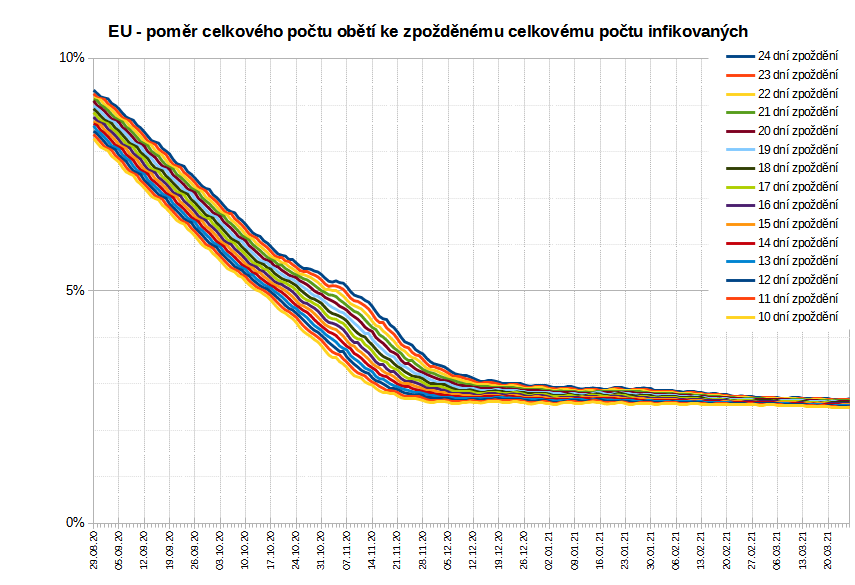 EU - poměr celkového počtu obětí ke zpožděnému celkovému počtu infikovaných
10%
5%
0%
24 dní zpoždění
23 dní zpoždění
22 dní zpoždění
21 dní zpoždění
20 dní zpoždění
19 dní zpoždění
18 dní zpoždění
17 dní zpoždění
16 dní zpoždění
15 dní zpoždění
14 dní zpoždění
13 dní zpoždění
12 dní zpoždění
11 dní zpoždění
10 dní zpoždění
29.08.20
05.09.20
12.09.20
19.09.20
26.09.20
03.10.20
10.10.20
17.10.20
24.10.20
31.10.20
07.11.20
14.11.20
21.11.20
28.11.20
05.12.20
12.12.20
19.12.20
26.12.20
02.01.21
09.01.21
16.01.21
23.01.21
30.01.21
06.02.21
13.02.21
20.02.21
27.02.21
06.03.21
13.03.21
20.03.21